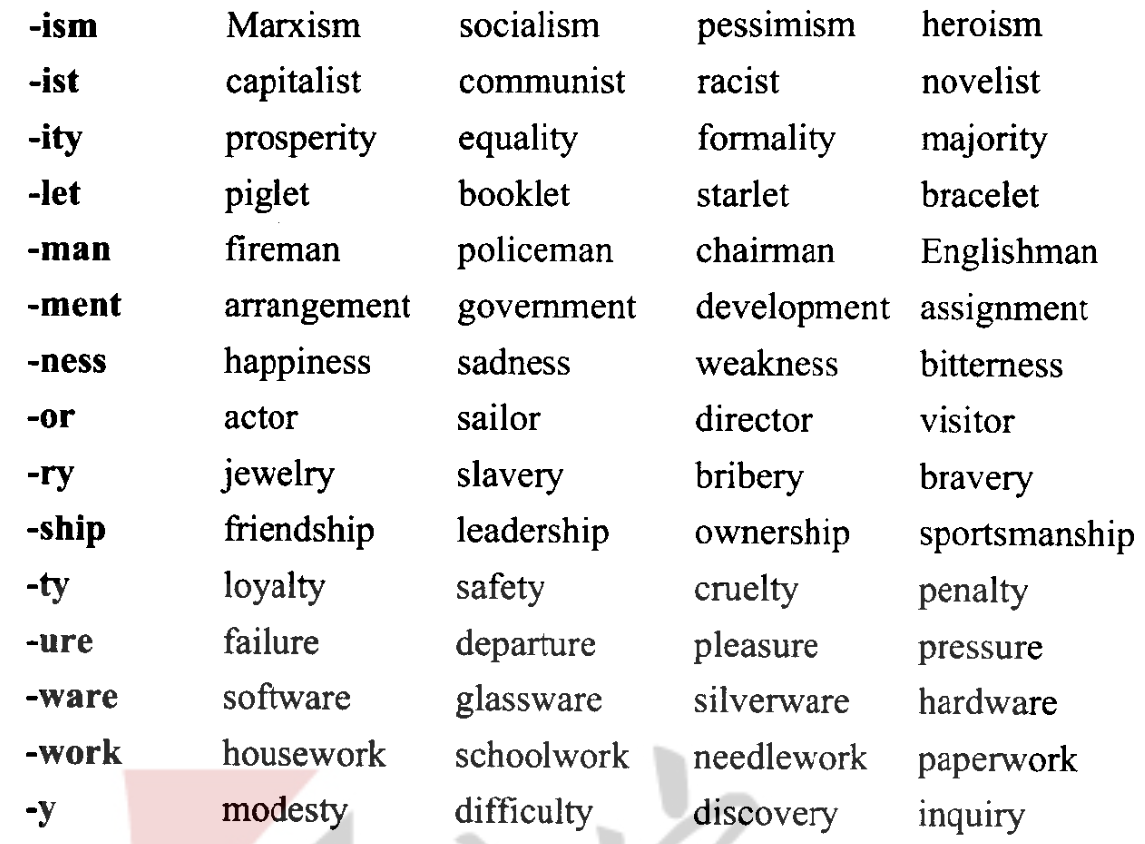 -ism Marxism socialism pessimism heroism
-ist capitalist communist racist novelist
-ity prosperity equality formality majority
-let piglet booklet starlet bracelet
-man fireman policeman chairman Englishman
-ment arrangement government development assignment
-ness happiness sadness weakness bitterness
-or actor sailor director visitor
-ry jewelry slavery bribery bravery
-ship friendship leadership ownership sportsmanship
-ty loyalty safety cruelty penalty
-ure failure departure pleasure pressure
-ware software glassware silverware hardware
-work housework schoolwork needlework paperwork
-y modesty difficulty discovery inquiry